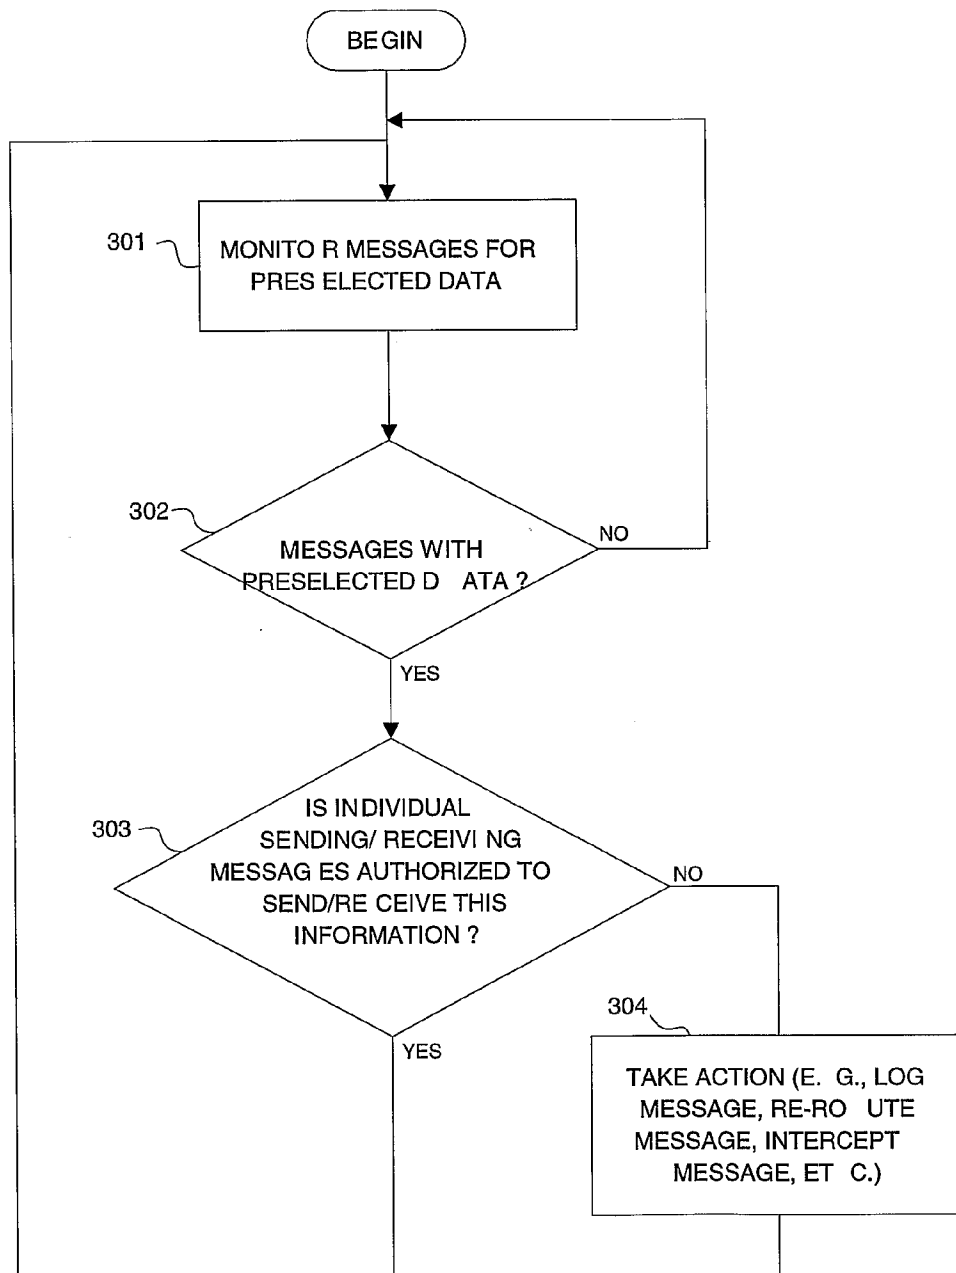 BEGIN
301
MONITO R MESSAGES FOR
PRES ELECTED DATA
302
NO
MESSAGES WITH
PRESELECTED D ATA ?
YES
303
IS INDIVIDUAL
SENDING/ RECEIVI NG
MESSAG ES AUTHORIZED TO
SEND/RE CEIVE THIS
INFORMATION ?
NO
304
YES
TAKE ACTION (E. G., LOG
MESSAGE, RE-RO UTE
MESSAGE, INTERCEPT
MESSAGE, ET C.)